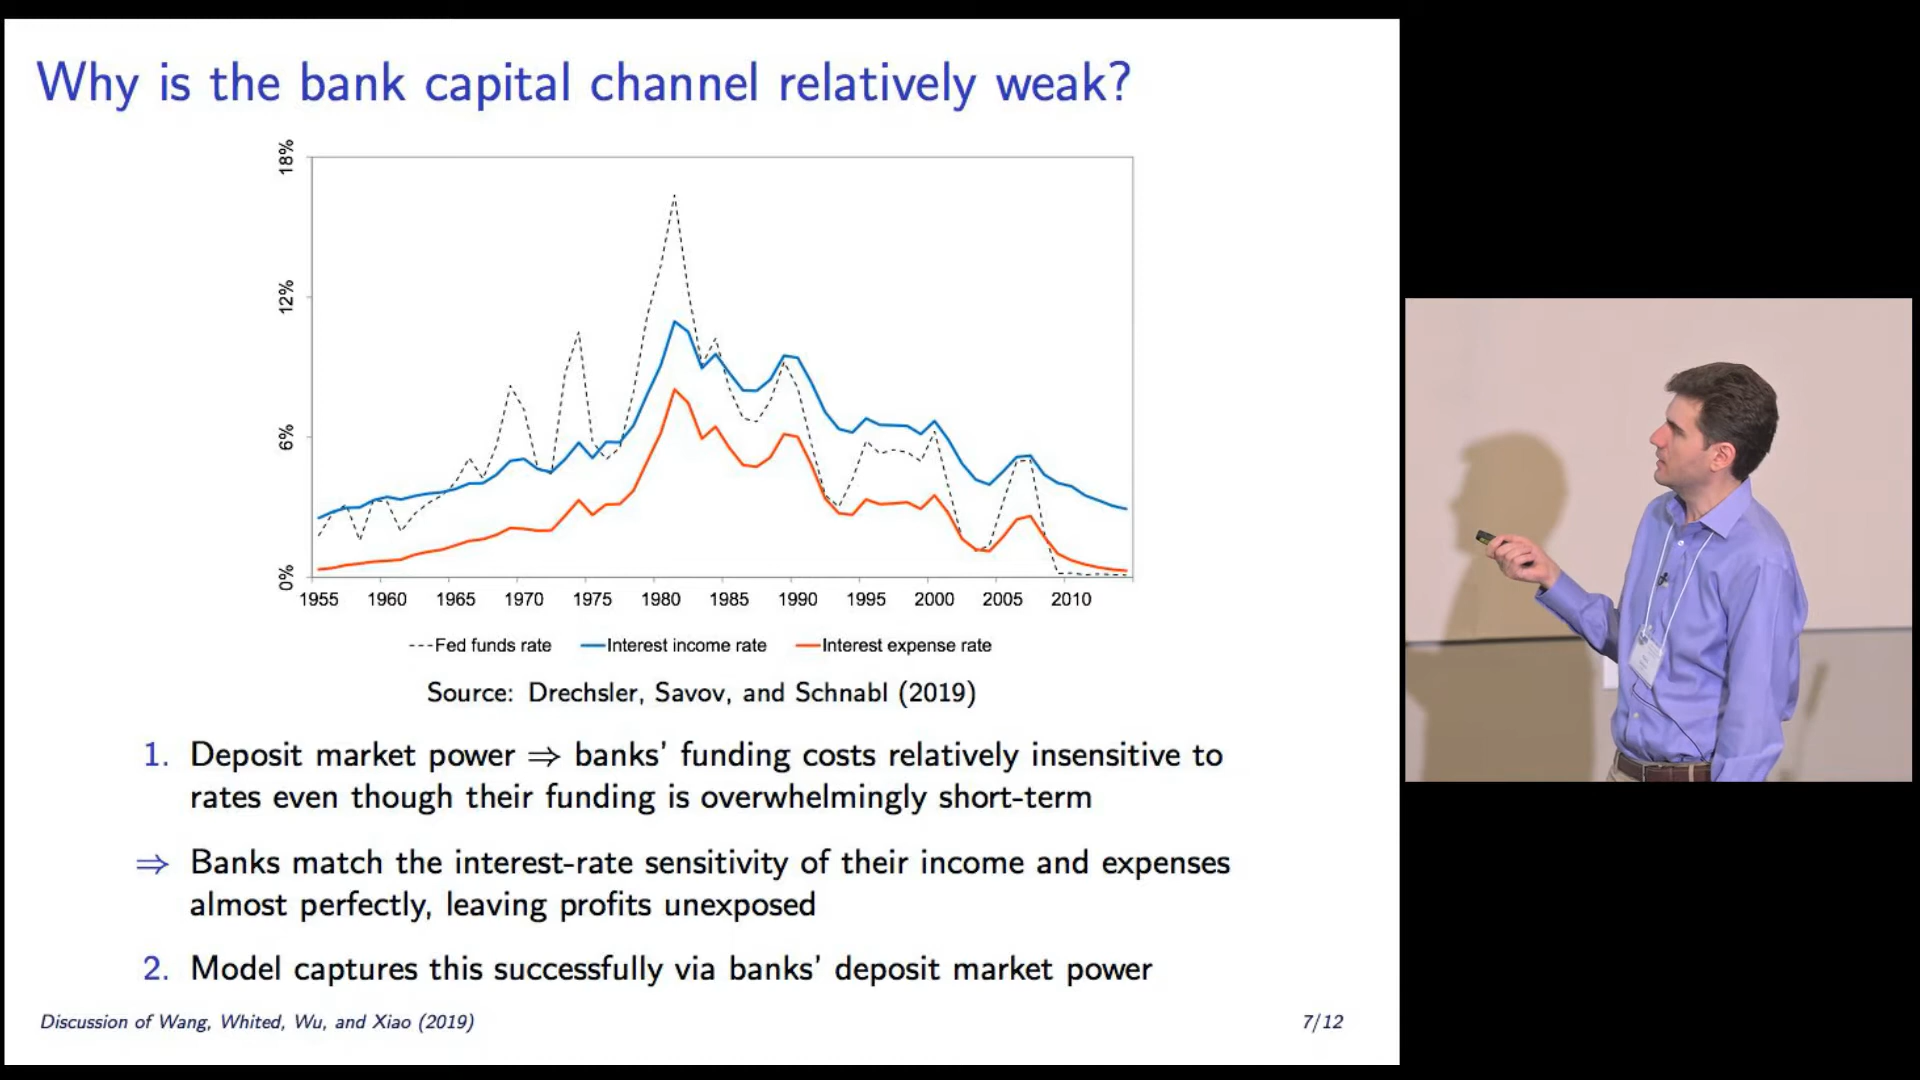 Why is the bank capital channel relatively weak?
18%
12%
6%
0%
1955 1960 1965 1970 1975 1980 1985 1990 1995 2000 2005 2010
Fed funds rate Interest income rate Interest expense rate
Source: Drechsler, Savov, and Schnabl (2019)
1. Deposit market power ⇒ banks' funding costs relatively insensitive to
rates even though their funding is overwhelmingly short-term
⇒ Banks match the interest-rate sensitivity of their income and expenses
almost perfectly, leaving profits unexposed
2. Model captures this successfully via banks' deposit market power
Discussion of Wang, Whited, Wu, and Xiao (2019)
7/12